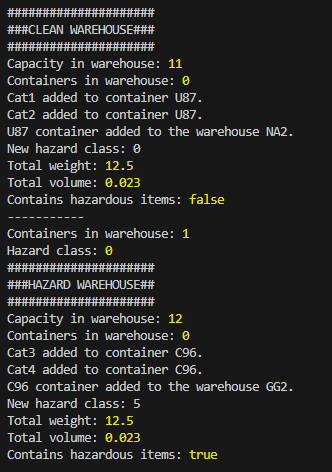 #####################
###CLEAN WAREHOUSE###
#####################
Capacity in warehouse: 11
Containers in warehouse: 0
Cat1 added to container U87.
Cat2 added to container U87.
U87 container added to the warehouse NA2.
New hazard class: 0
Total weight: 12.5
Total volume: 0.023
Contains hazardous items: false
-----------
Containers in warehouse: 1
Hazard class: 0
#####################
###HAZARD WAREHOUSE##
#####################
Capacity in warehouse: 12
Containers in warehouse: 0
Cat3 added to container C96.
Cat4 added to container C96.
C96 container added to the warehouse GG2.
New hazard class: 5
Total weight: 12.5
Total volume: 0.023
Contains hazardous items: true